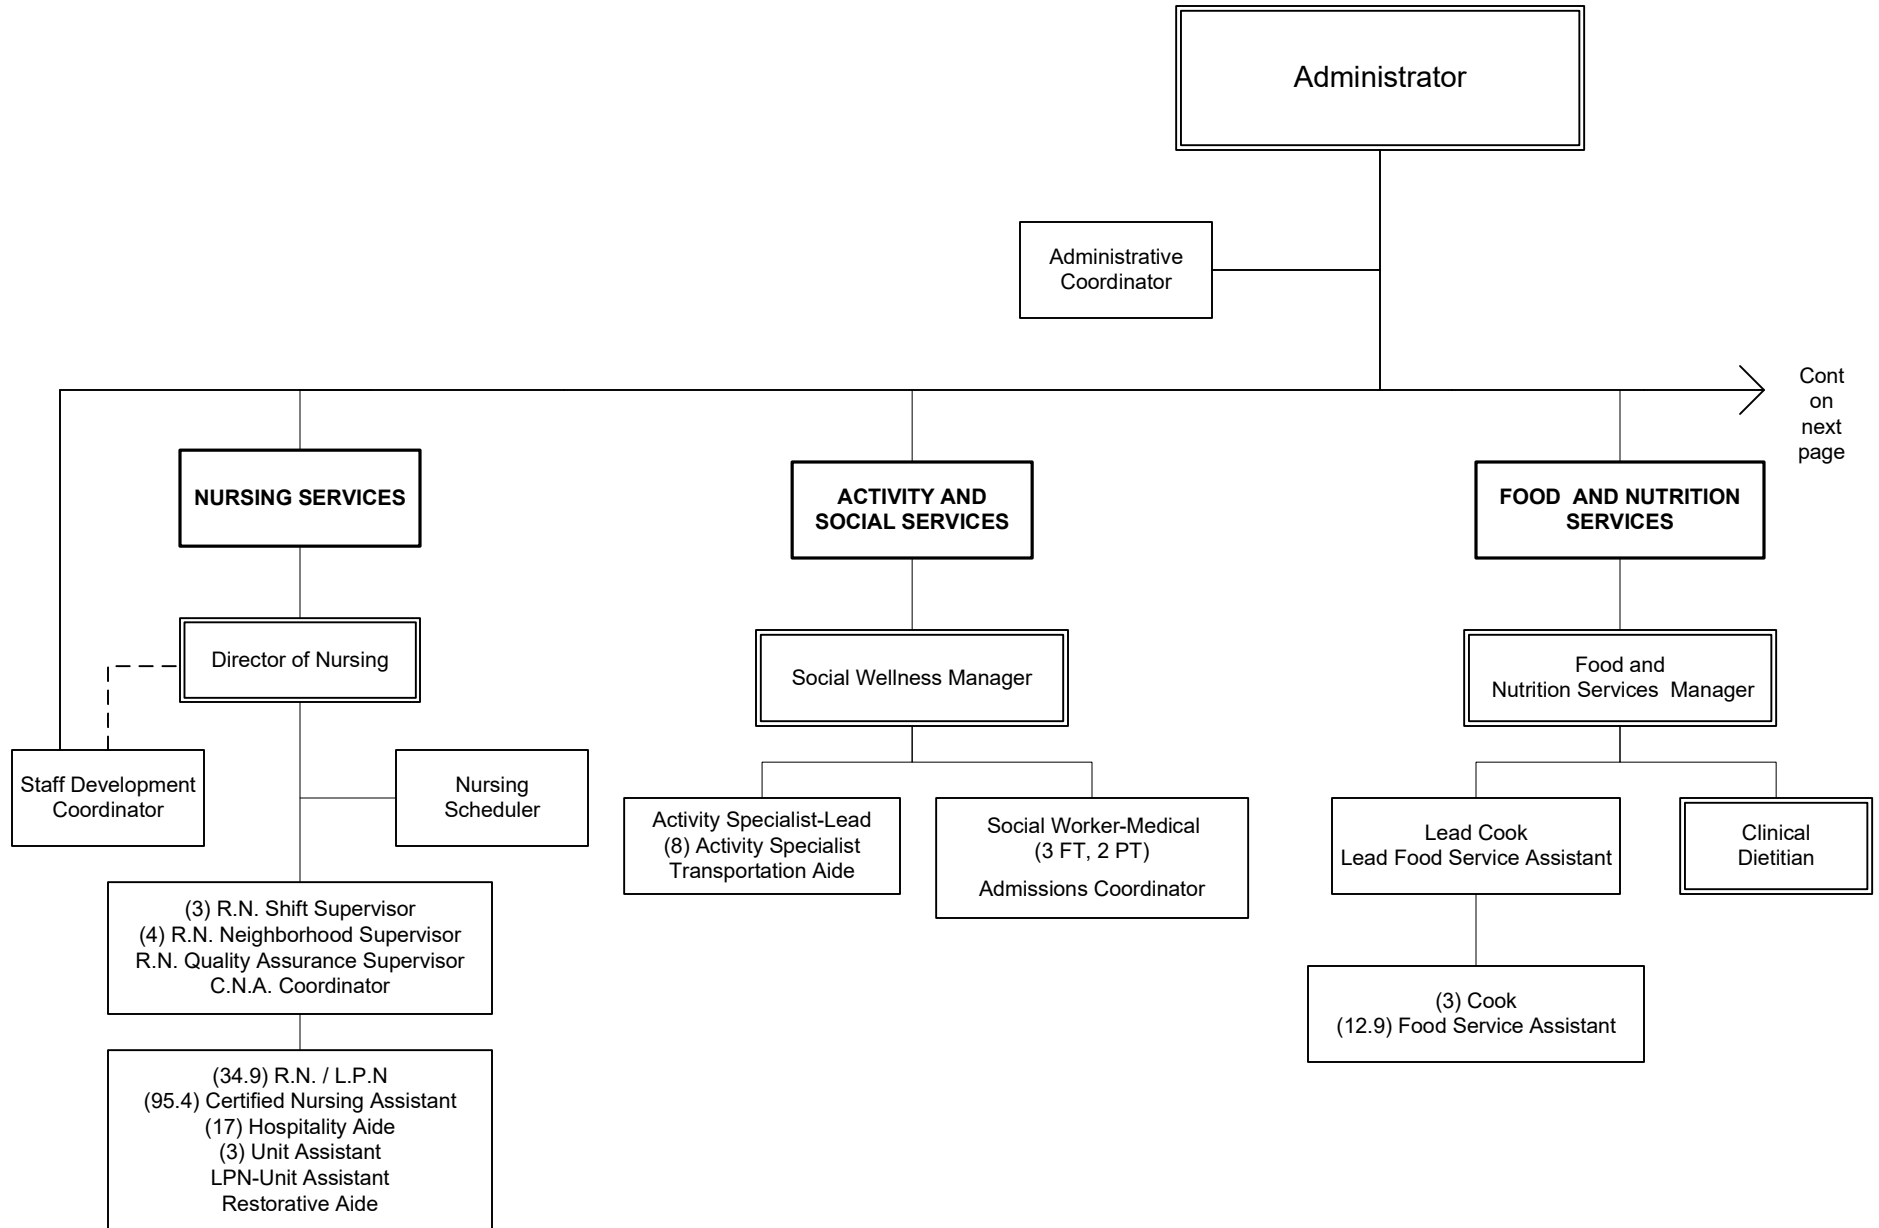 Administrator
Administrative
Coordinator
Cont
on
next
page
NURSING SERVICES
ACTIVITY AND
SOCIAL SERVICES
FOOD  AND NUTRITION
SERVICES
Director of Nursing
Social Wellness Manager
Food and
Nutrition Services  Manager
Staff Development
Coordinator
Nursing
Scheduler
Activity Specialist-Lead
(8) Activity Specialist
Transportation Aide
Social Worker-Medical
(3 FT, 2 PT)
Admissions Coordinator
Lead Cook
Lead Food Service Assistant
Clinical
Dietitian
(3) R.N. Shift Supervisor
(4) R.N. Neighborhood Supervisor
R.N. Quality Assurance Supervisor
C.N.A. Coordinator
(3) Cook
(12.9) Food Service Assistant
(34.9) R.N. / L.P.N
(95.4) Certified Nursing Assistant
(17) Hospitality Aide
(3) Unit Assistant
LPN-Unit Assistant
Restorative Aide